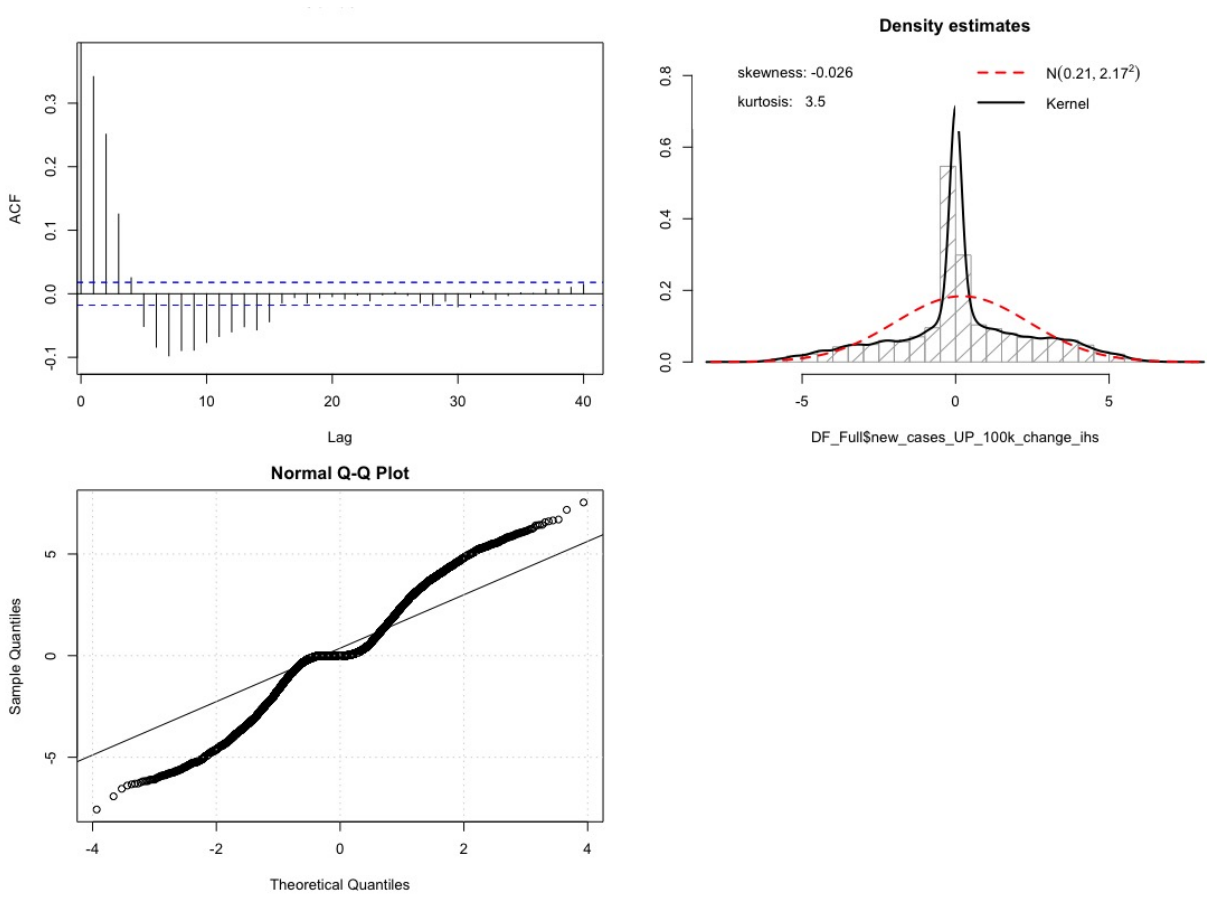 ACF
0.3
0.2
0.1
0.0
-0.1
0 10 20 30 40
Lag
Density estimates
skewness: -0.026
kurtosis: 3.5
N(0.21, 2.17²)
Kernel
0.8
0.6
0.4
0.2
0.0
-5 0 5
DF_Full$new_cases_UP_100k_change_ihs
Normal Q-Q Plot
Sample Quantiles
5
0
-5
-4 -2 0 2 4
Theoretical Quantiles